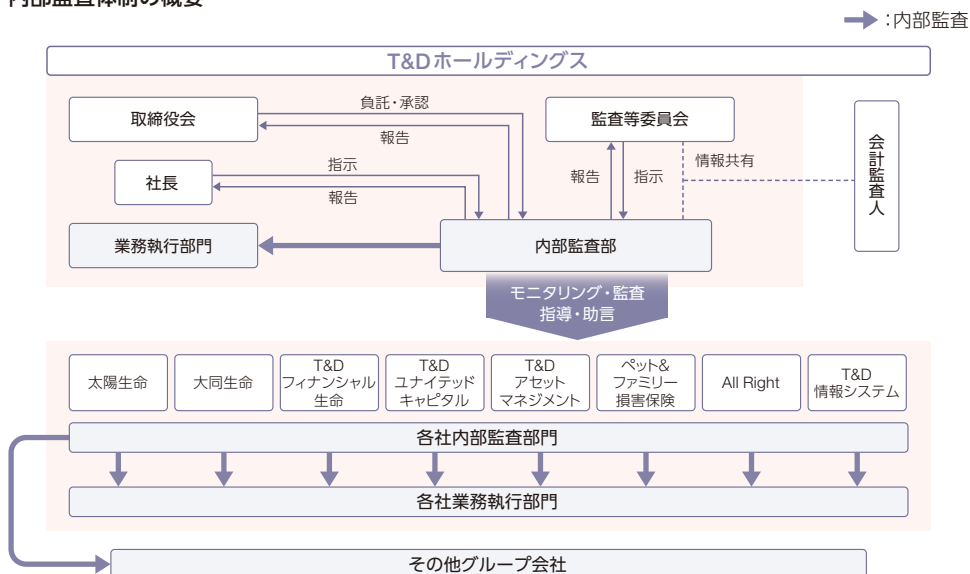 内部監査体制の概要
：内部監査
T&Dホールディングス
取締役会
負託・承認
報告
監査等委員会
社長
指示
報告
報告
指示
情報共有
会計監査人
業務執行部門
内部監査部
モニタリング・監査
指導・助言
太陽生命
大同生命
T&D
フィナンシャル
生命
T&D
ユナイテッド
キャピタル
T&D
アセット
マネジメント
ペット&
ファミリー
損害保険
All Right
T&D
情報システム
各社内部監査部門
各社業務執行部門
その他グループ会社